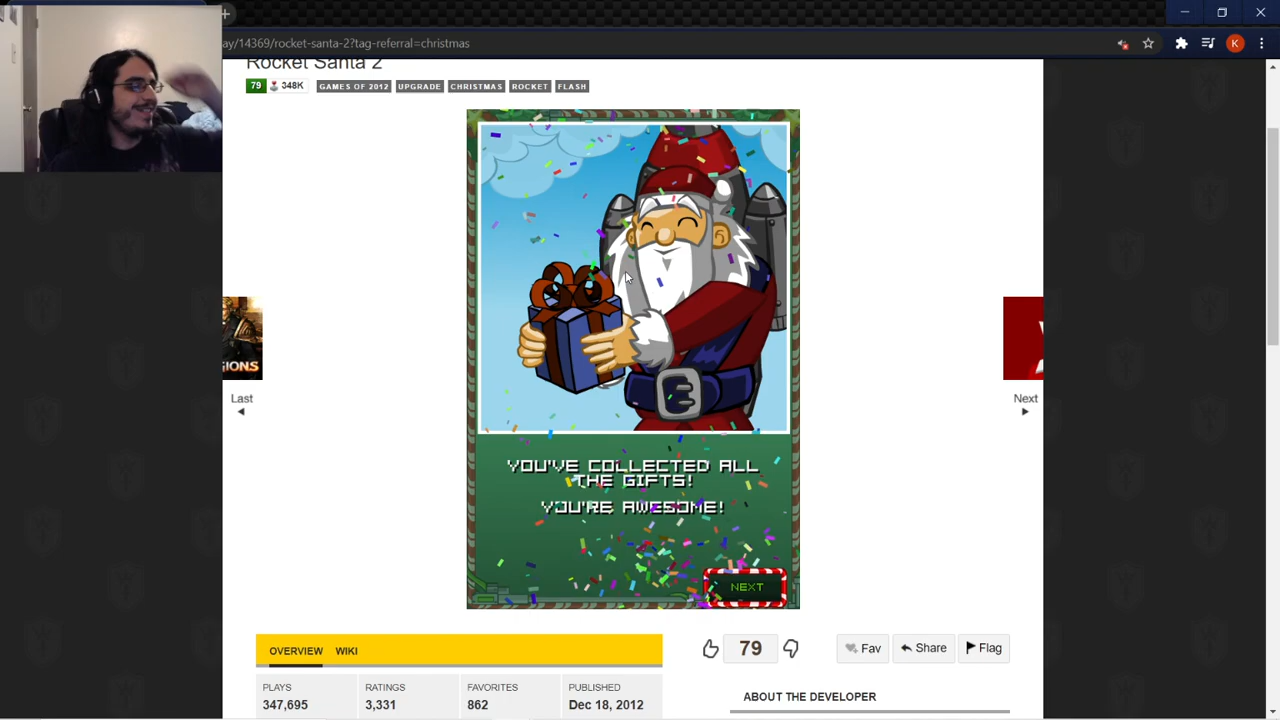 ay/14369/rocket-santa-2?tag-referral=christmas
K
Rocket Santa 2
79 348K GAMES OF 2012 UPGRADE CHRISTMAS ROCKET FLASH
IONS
Last
Next
YOU'VE COLLECTED ALL
THE GIFTS!
YOU'RE AWESOME!
NEXT
OVERVIEW WIKI
79
Fav
Share
Flag
PLAYS RATINGS FAVORITES PUBLISHED
347,695 3,331 862 Dec 18, 2012
ABOUT THE DEVELOPER